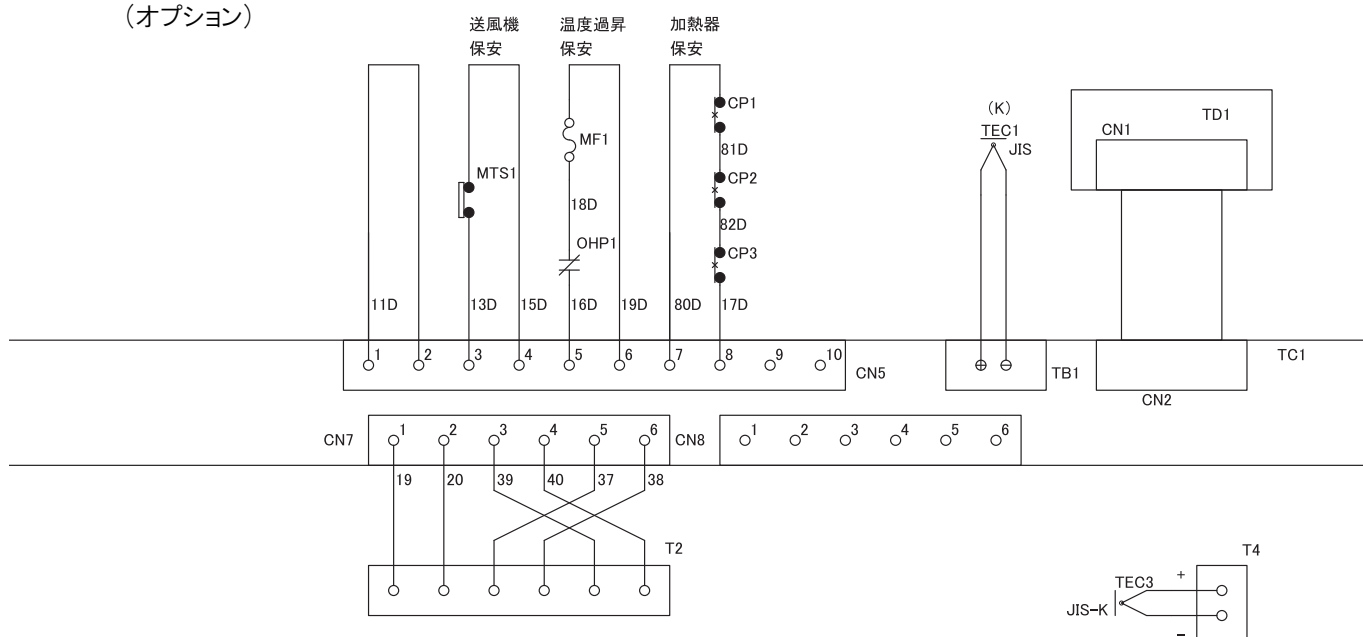 (オプション)
送風機
保安
温度過昇
保安
加熱器
保安
CP1
81D
CP2
82D
CP3
MF1
18D
OHP1
MTS1
11D
13D
15D
16D
19D
80D
17D
(K)
TEC1
JIS
CN1
TD1
1 2 3 4 5 6 7 8 9 10
CN5
TB1
CN2
TC1
CN7
1 2 3 4 5 6
CN8
1 2 3 4 5 6
19 20 39 40 37 38
T2
T4
TEC3
+
JIS-K
-